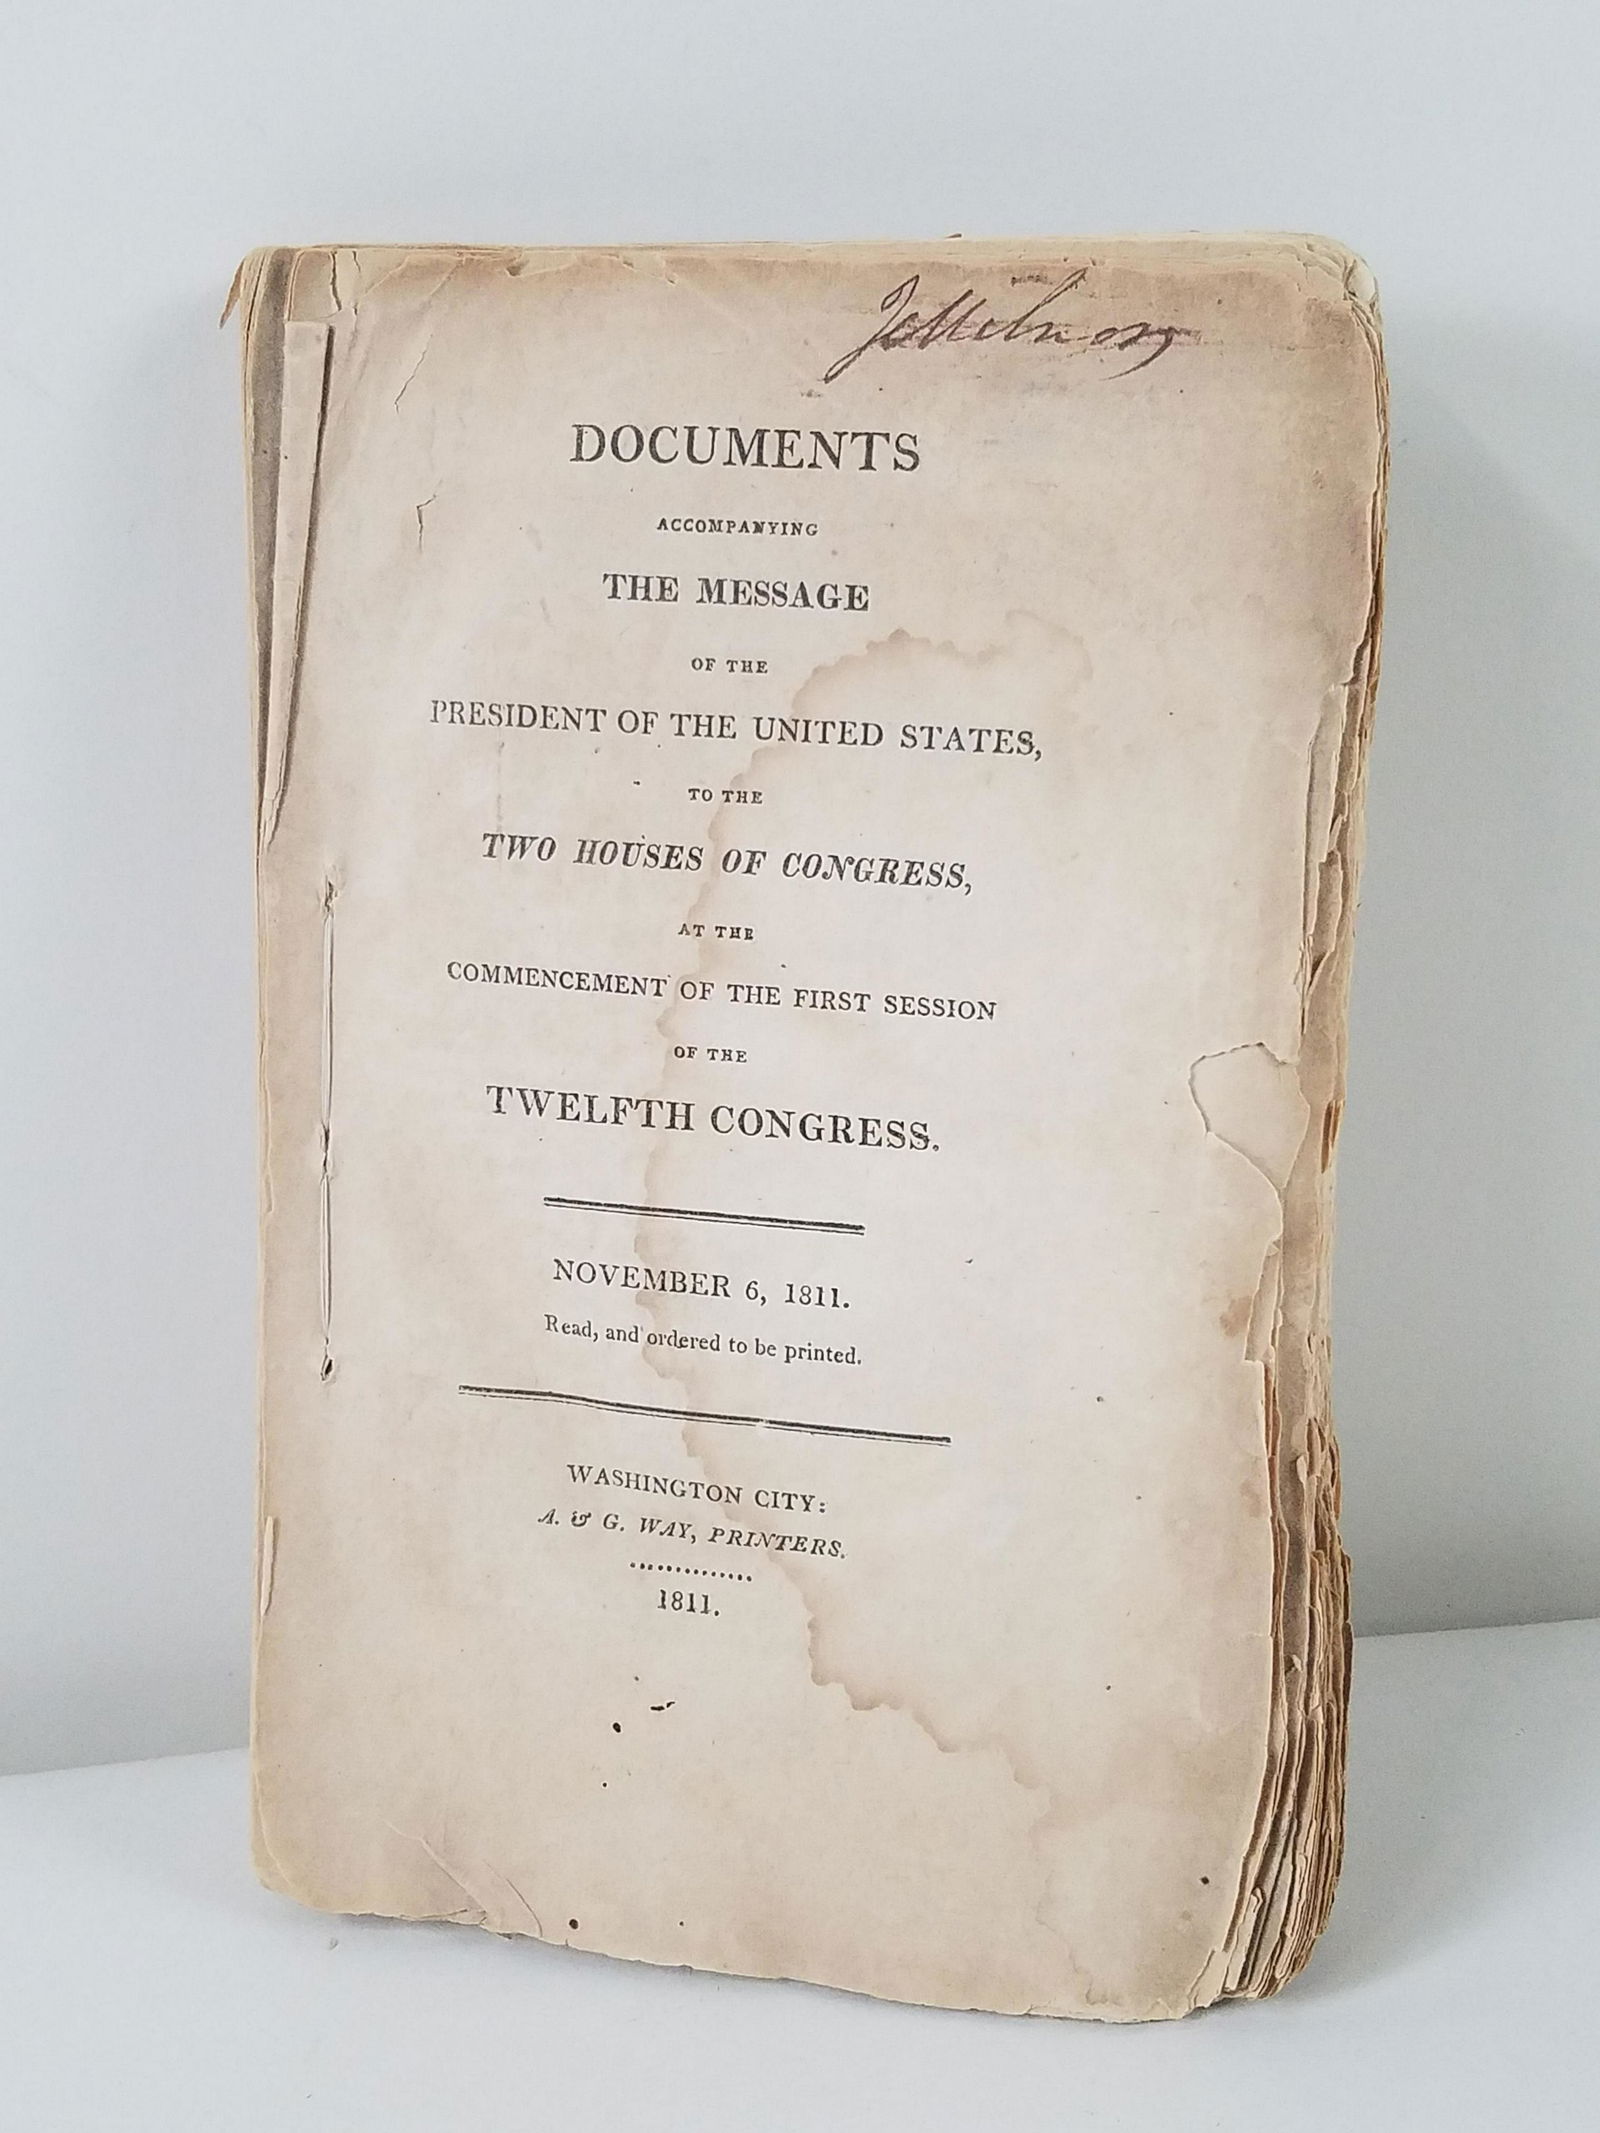 DOCUMENTS
ACCOMPANYING
THE MESSAGE
OF THE
PRESIDENT OF THE UNITED STATES,
TO THE
TWO HOUSES OF CONGRESS,
AT THE
COMMENCEMENT OF THE FIRST SESSION
OF THE
TWELFTH CONGRESS.
NOVEMBER 6, 1811.
Read, and ordered to be printed.
WASHINGTON CITY:
A. & G. WAY, PRINTERS.
1811.